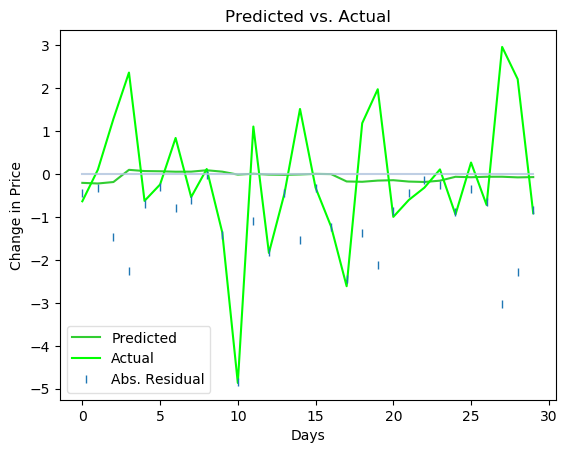 Predicted vs. Actual
Change in Price
3
2
1
0
−1
−2
−3
−4
−5
Predicted
Actual
Abs. Residual
0 5 10 15 20 25 30
Days